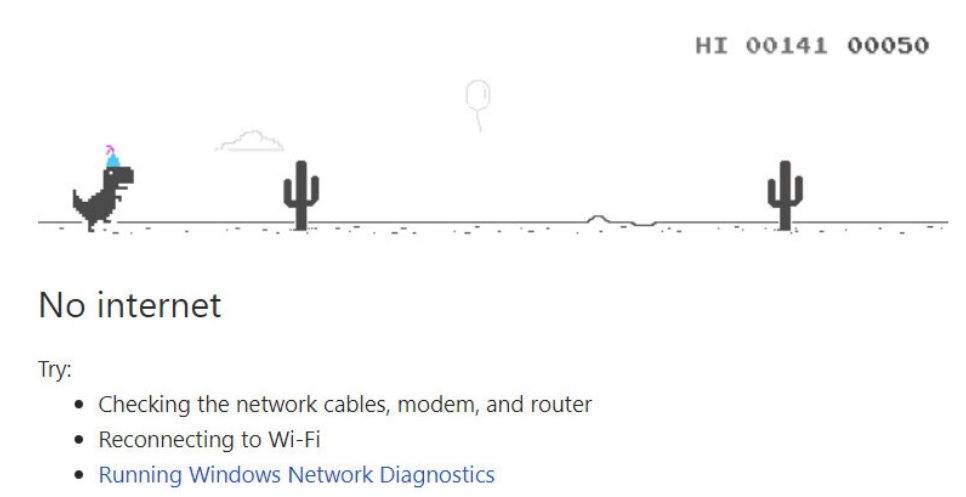 HI 00141 00050
No internet
Try:
Checking the network cables, modem, and router
Reconnecting to Wi-Fi
Running Windows Network Diagnostics